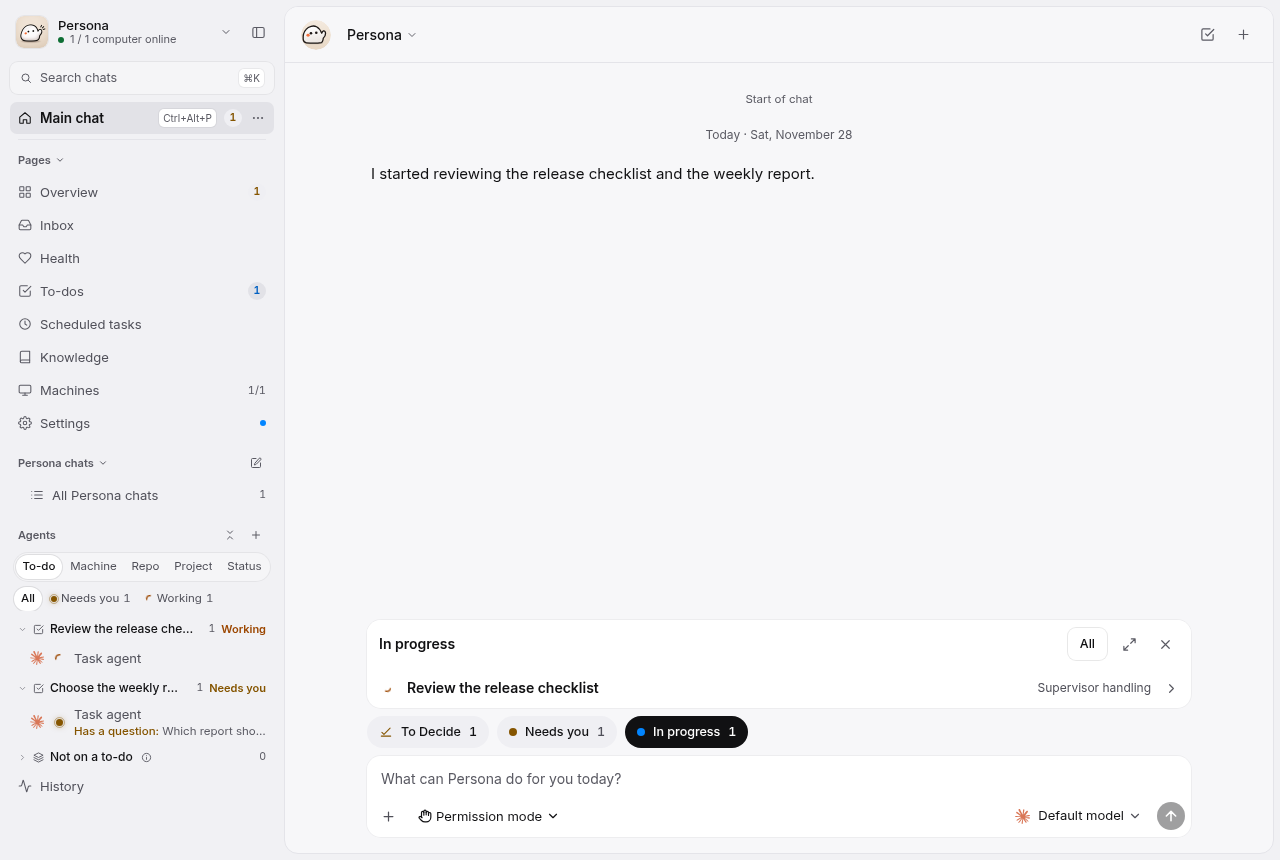 Persona
1 / 1 computer online
Search chats
⌘K
Main chat
Ctrl+Alt+P
1
Pages
Overview
1
Inbox
Health
To-dos
1
Scheduled tasks
Knowledge
Machines
1/1
Settings
Persona chats
All Persona chats
1
Agents
To-do
Machine
Repo
Project
Status
All
Needs you 1
Working 1
Review the release che...
1
Working
Task agent
Choose the weekly r...
1
Needs you
Task agent
Has a question: Which report sho...
Not on a to-do
0
History
Persona
Start of chat
Today · Sat, November 28
I started reviewing the release checklist and the weekly report.
In progress
All
Review the release checklist
Supervisor handling
To Decide 1
Needs you 1
In progress 1
What can Persona do for you today?
Permission mode
Default model